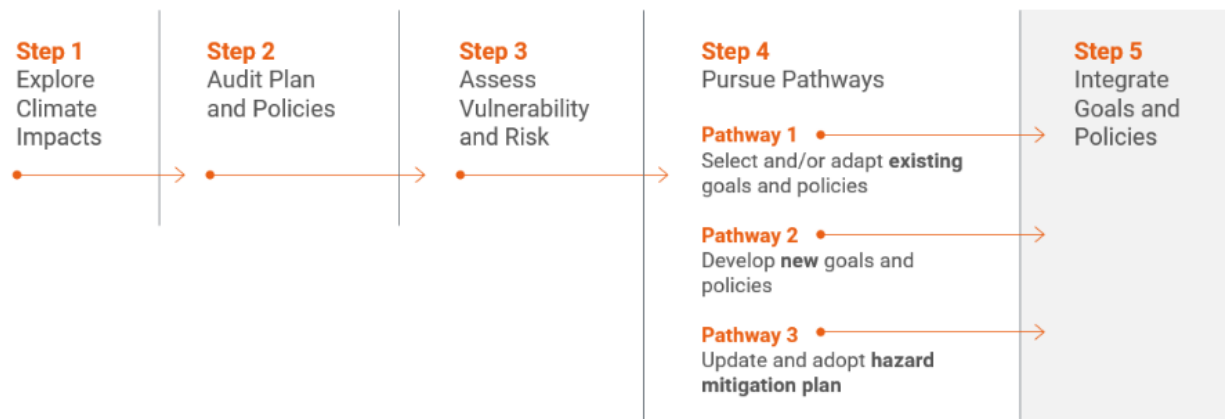 Step 1
Explore
Climate
Impacts
Step 2
Audit Plan
and Policies
Step 3
Assess
Vulnerability
and Risk
Step 4
Pursue Pathways
Pathway 1
Select and/or adapt existing
goals and policies
Pathway 2
Develop new goals and
policies
Pathway 3
Update and adopt hazard
mitigation plan
Step 5
Integrate
Goals and
Policies